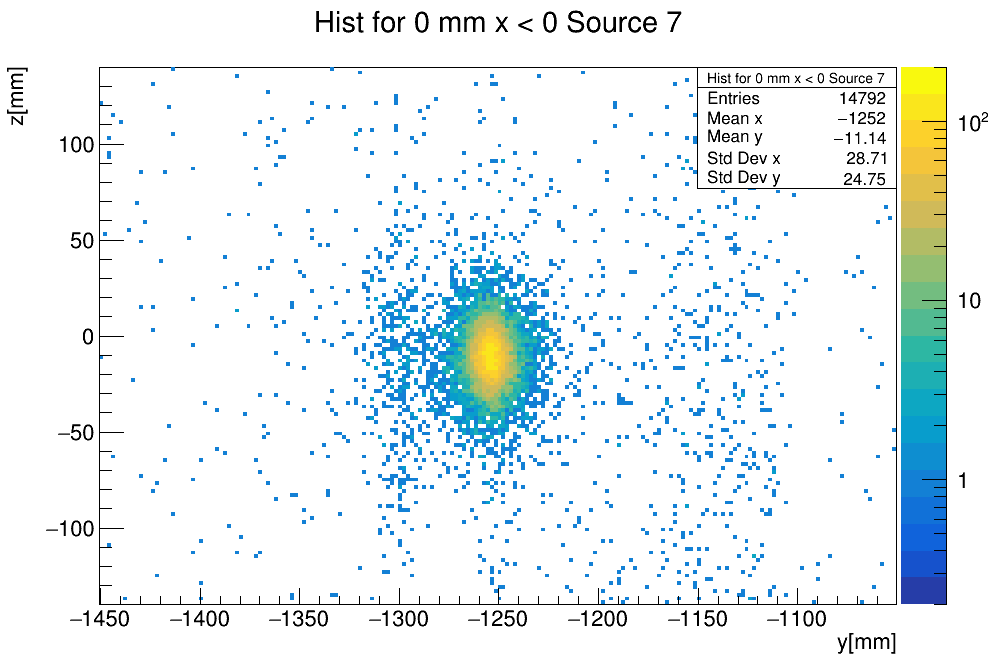 Hist for 0 mm x < 0 Source 7
z[mm]
Hist for 0 mm x < 0 Source 7
Entries 14792
Mean x −1252
Mean y −11.14
Std Dev x 28.71
Std Dev y 24.75
100
50
0
−50
−100
−1450 −1400 −1350 −1300 −1250 −1200 −1150 −1100
y[mm]
10²
10
1